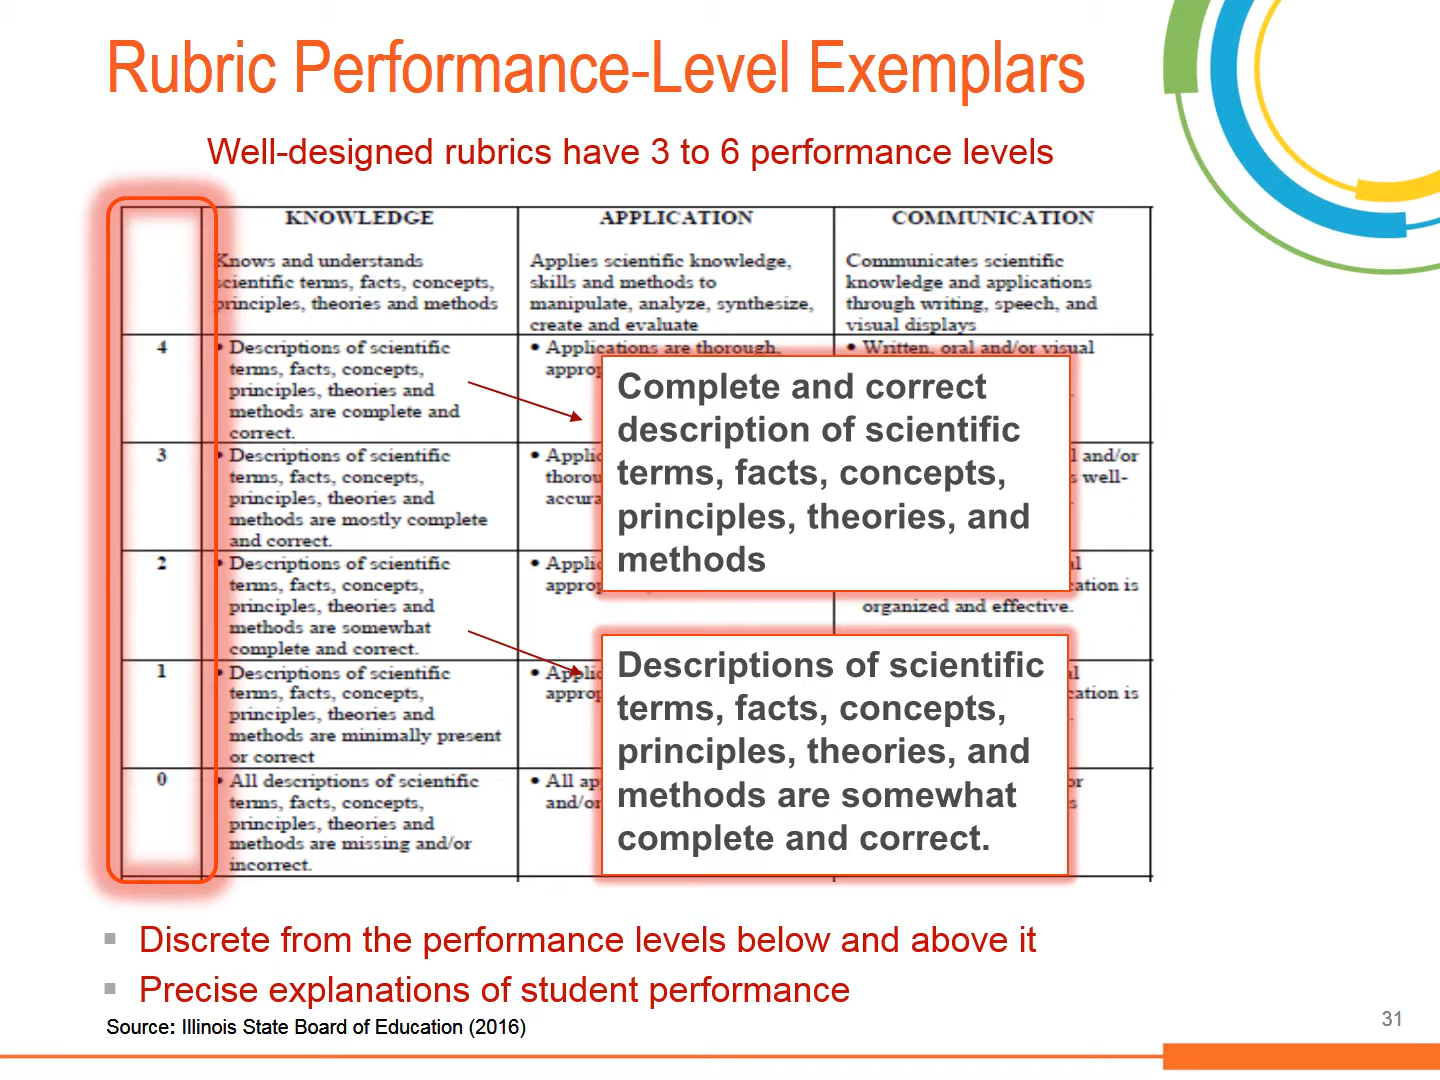 Rubric Performance-Level Exemplars
Well-designed rubrics have 3 to 6 performance levels
KNOWLEDGE
Knows and understands
scientific terms, facts, concepts,
principles, theories and methods
APPLICATION
Applies scientific knowledge,
skills and methods to
manipulate, analyze, synthesize,
create and evaluate
COMMUNICATION
Communicates scientific
knowledge and applications
through writing, speech, and
visual displays
4
• Descriptions of scientific
terms, facts, concepts,
principles, theories and
methods are complete and
correct.
• Applications are thorough,
• Written, oral and/or visual
3
• Descriptions of scientific
terms, facts, concepts,
principles, theories and
methods are mostly complete
and correct.
and/or
well-
2
• Descriptions of scientific
terms, facts, concepts,
principles, theories and
methods are somewhat
complete and correct.
is
organized and effective.
1
• Descriptions of scientific
terms, facts, concepts,
principles, theories and
methods are minimally present
or correct
is
0
• All descriptions of scientific
terms, facts, concepts,
principles, theories and
methods are missing and/or
incorrect.
• All
Complete and correct
description of scientific
terms, facts, concepts,
principles, theories, and
methods
Descriptions of scientific
terms, facts, concepts,
principles, theories, and
methods are somewhat
complete and correct.
▪ Discrete from the performance levels below and above it
▪ Precise explanations of student performance
Source: Illinois State Board of Education (2016)
31